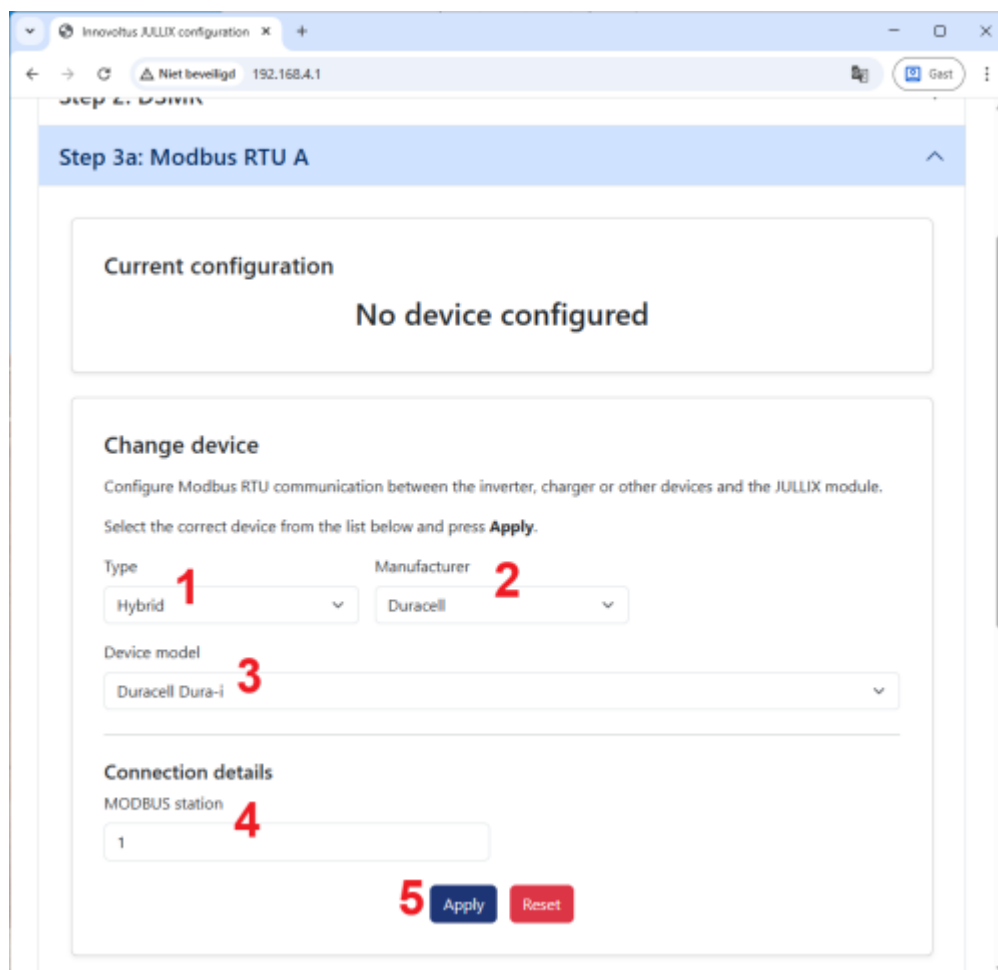 Innovoltus JULLIX configuration
Niet beveiligd 192.168.4.1
Gast
Step 2: DSMR
Step 3a: Modbus RTU A
Current configuration
No device configured
Change device
Configure Modbus RTU communication between the inverter, charger or other devices and the JULLIX module.
Select the correct device from the list below and press Apply.
Type Manufacturer
1 2
Hybrid Duracell
Device model
3
Duracell Dura-i
Connection details
MODBUS station
4
1
5 Apply Reset